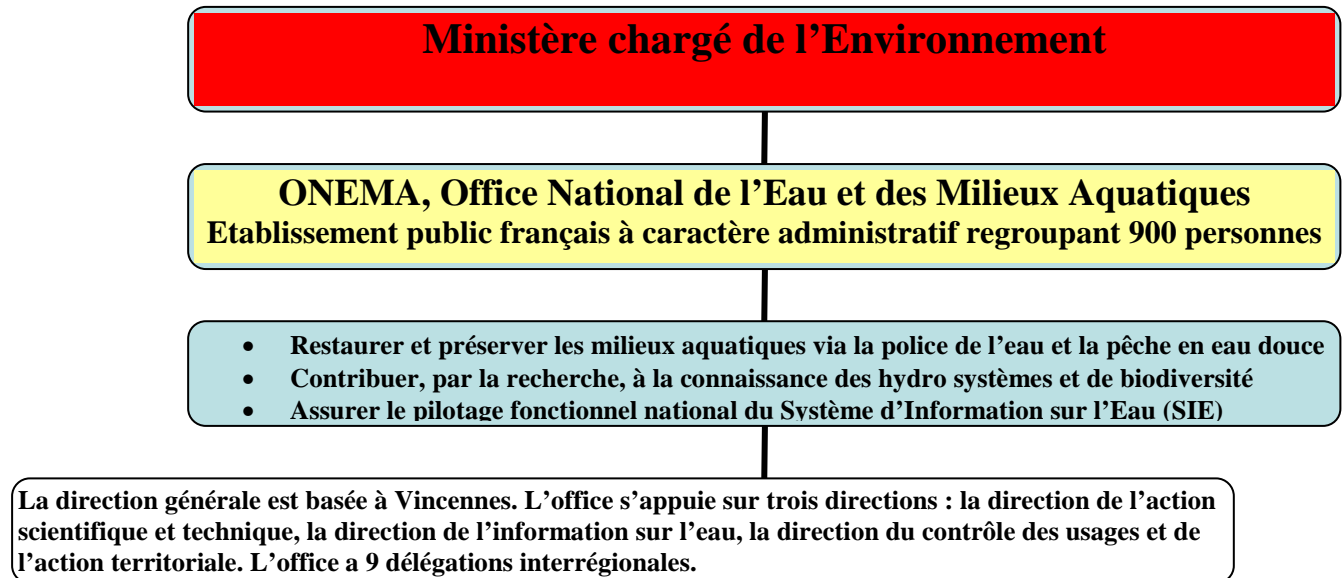 Ministère chargé de l’Environnement
ONEMA, Office National de l’Eau et des Milieux Aquatiques
Etablissement public français à caractère administratif regroupant 900 personnes
• Restaurer et préserver les milieux aquatiques via la police de l’eau et la pêche en eau douce
• Contribuer, par la recherche, à la connaissance des hydro systèmes et de biodiversité
• Assurer le pilotage fonctionnel national du Système d’Information sur l’Eau (SIE)
La direction générale est basée à Vincennes. L’office s’appuie sur trois directions : la direction de l’action
scientifique et technique, la direction de l’information sur l’eau, la direction du contrôle des usages et de
l’action territoriale. L’office a 9 délégations interrégionales.